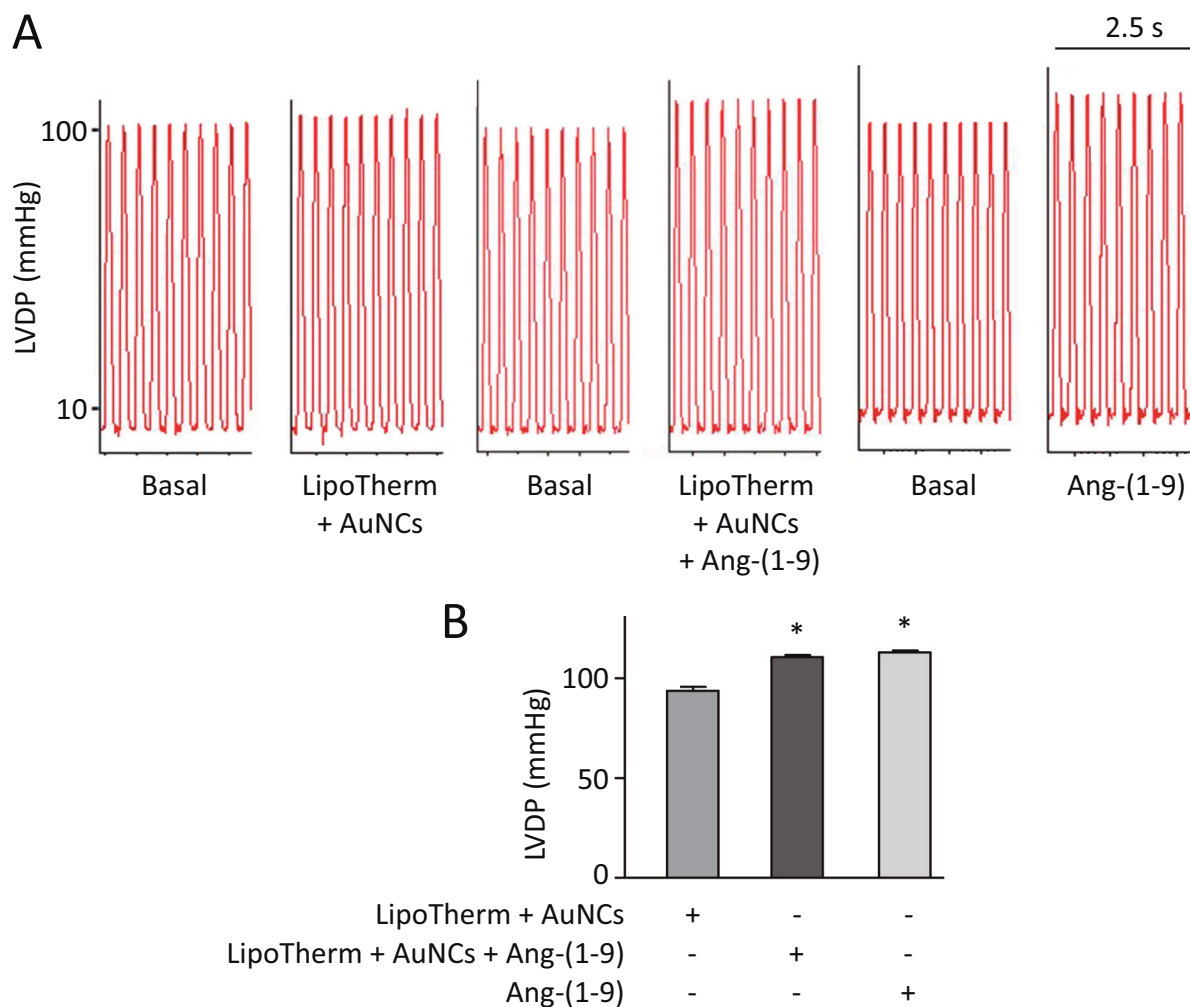 A
2.5 s
100
LVDP (mmHg)
10
Basal
LipoTherm
+ AuNCs
Basal
LipoTherm
+ AuNCs
+ Ang-(1-9)
Basal
Ang-(1-9)
B
* *
100
LVDP (mmHg)
50
0
LipoTherm + AuNCs + - -
LipoTherm + AuNCs + Ang-(1-9) - + -
Ang-(1-9) - - +